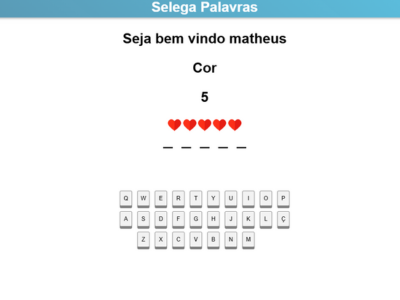 Selega Palavras
Seja bem vindo matheus
Cor
5
_ _ _ _ _
Q W E R T Y U I O P
A S D F G H J K L Ç
Z X C V B N M